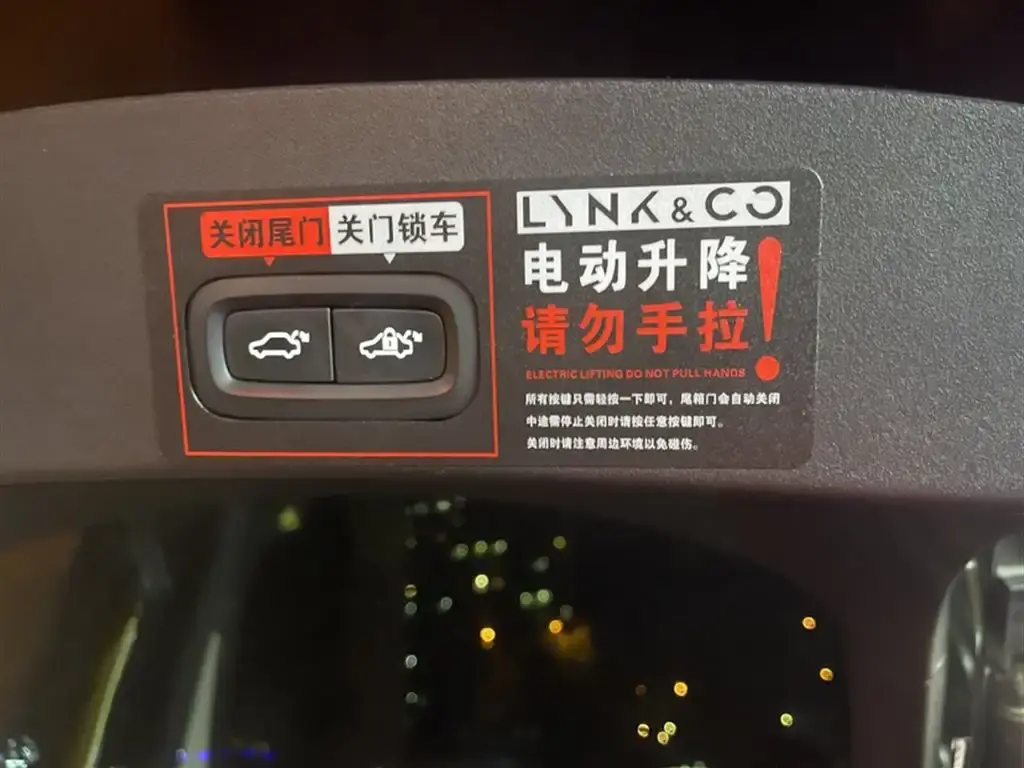 关闭尾门 关门锁车
LYNK & CO
电动升降
请勿手拉!
ELECTRIC LIFTING DO NOT PULL HANDS
所有按键只需轻按一下即可，尾箱门会自动关闭
中途需停止关闭时请按任意按键即可。
关闭时请注意周边环境以免碰伤。